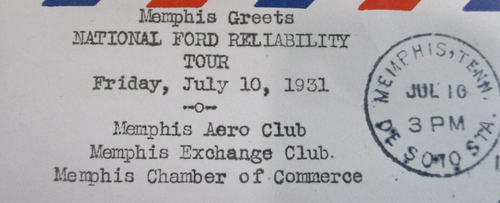 Memphis Greets
NATIONAL FORD RELIABILITY
TOUR
Friday, July 10, 1931
--o--
Memphis Aero Club
Memphis Exchange Club.
Memphis Chamber of Commerce
MEMPHIS, TENN.
JUL 10
3 PM
DE SOTO STA.